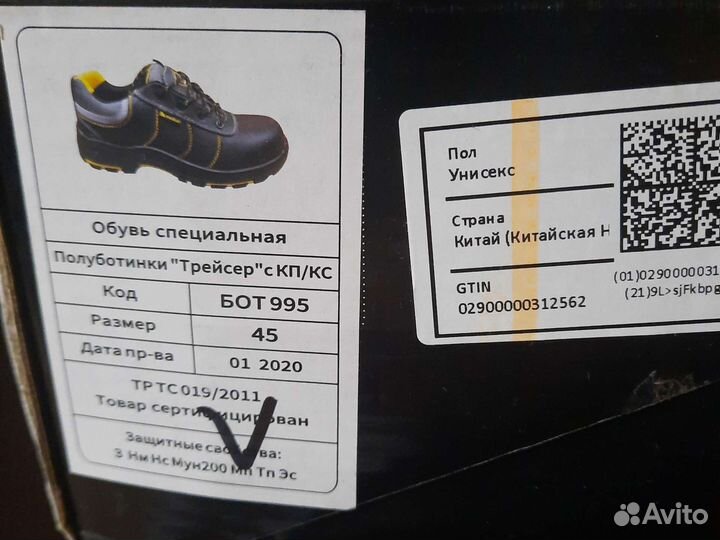 Обувь специальная
Полуботинки "Трейсер" с КП/КС
Код БОТ 995
Размер 45
Дата пр-ва 01 2020
ТР ТС 019/2011
Товар сертифицирован
Защитные свойства:
З Нм Нс Мун200 Мп Тп Эс
Пол
Унисекс
Страна
Китай (Китайская Н
GTIN
02900000312562
(01)0290000031
(21)9L>sjFkbpg
Avito